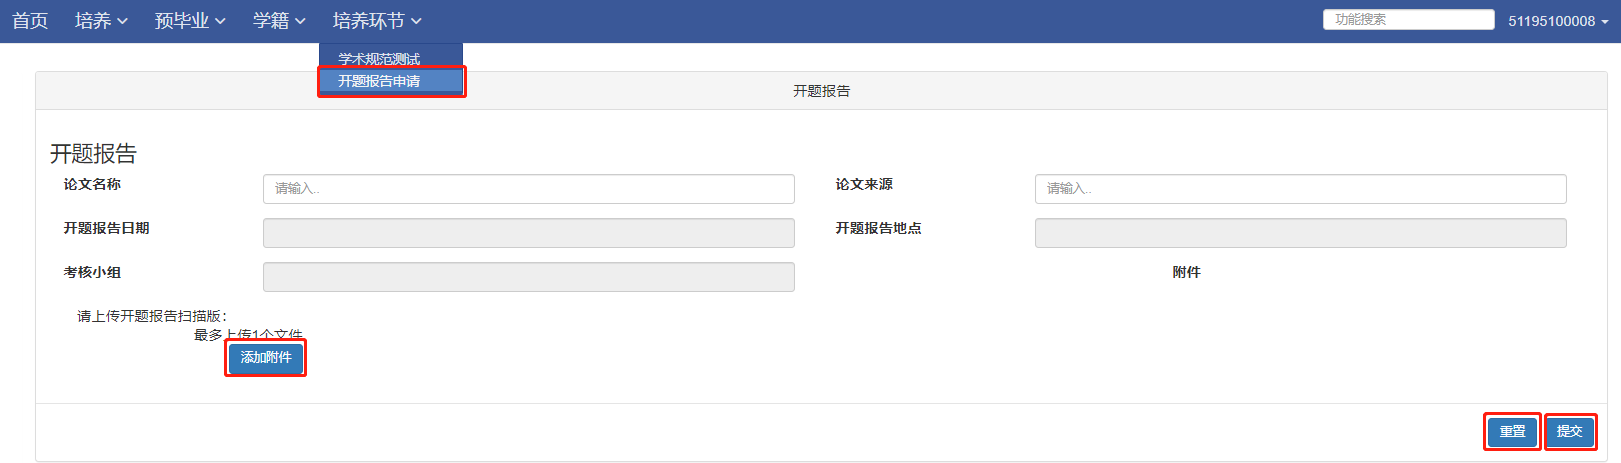 首页 培养 预毕业 学籍 培养环节 功能搜索 51195100008
学术规范测试
开题报告申请
开题报告
开题报告
论文名称 请输入.. 论文来源 请输入..
开题报告日期 开题报告地点
考核小组 附件
请上传开题报告扫描版：
最多上传1个文件
添加附件
重置 提交